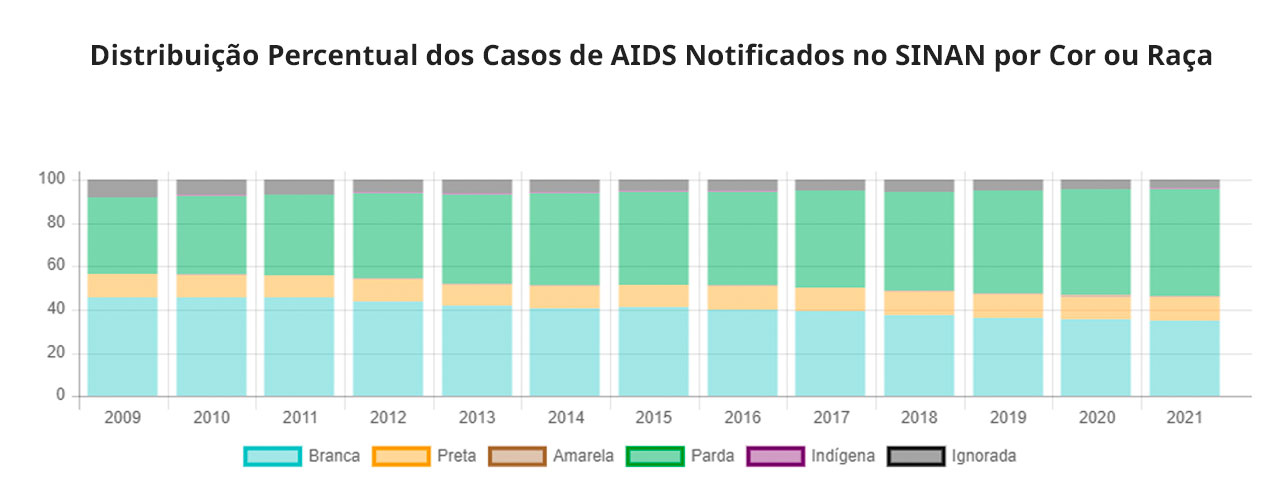 Distribuição Percentual dos Casos de AIDS Notificados no SINAN por Cor ou Raça
100
80
60
40
20
0
2009 2010 2011 2012 2013 2014 2015 2016 2017 2018 2019 2020 2021
Branca Preta Amarela Parda Indígena Ignorada